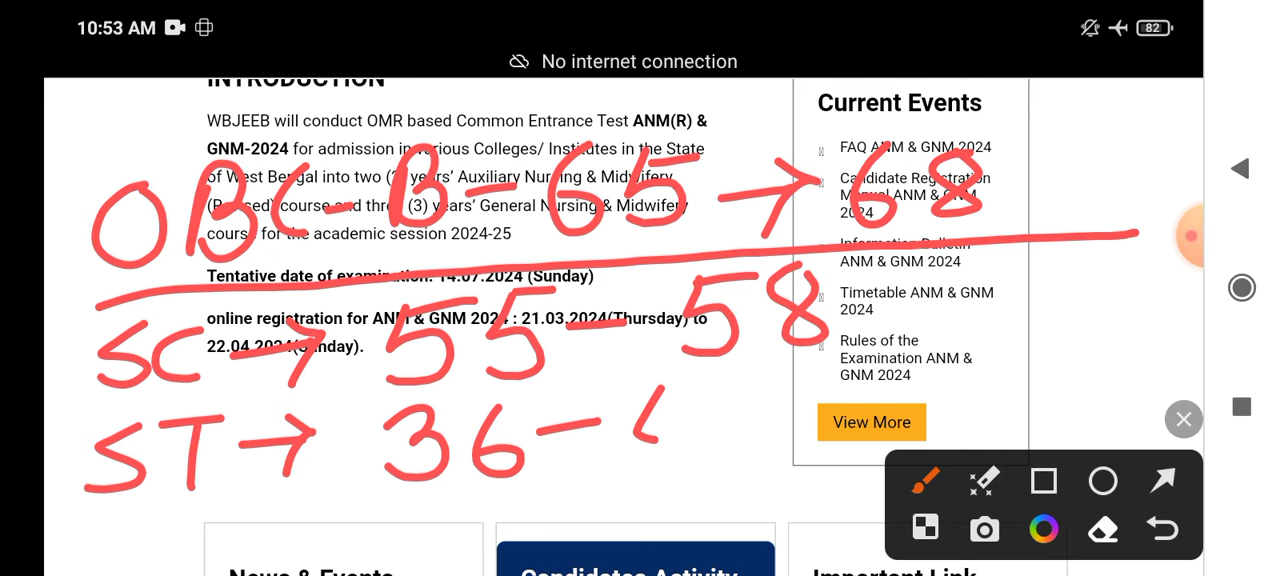 10:53 AM
82
No internet connection
INTRODUCTION
WBJEEB will conduct OMR based Common Entrance Test ANM(R) &
GNM-2024 for admission in various Colleges/ Institutes in the State
of West Bengal into two (2) years' Auxiliary Nursing & Midwifery
(Revised) course and three (3) years' General Nursing & Midwifery
course for the academic session 2024-25
Tentative date of examination: 14.07.2024 (Sunday)
online registration for ANM & GNM 2024 : 21.03.2024(Thursday) to
22.04.2024(Sunday).
OBC-B-65→68
SC→55-58
ST→36-
Current Events
FAQ ANM & GNM 2024
Candidate Registration
Manual ANM & GNM
2024
Information Bulletin
ANM & GNM 2024
Timetable ANM & GNM
2024
Rules of the
Examination ANM &
GNM 2024
View More
News & Events
Candidates Activity
Important Link